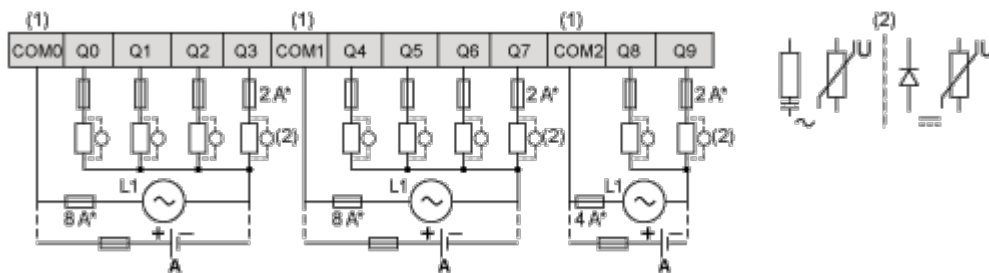 (1) (1) (1) (2)
COM0 Q0 Q1 Q2 Q3 COM1 Q4 Q5 Q6 Q7 COM2 Q8 Q9
U U
2 A* 2 A* 2 A*
(2) (2) (2)
L1 L1 L1
8 A* 8 A* 4 A*
+ − + − + −
A A A